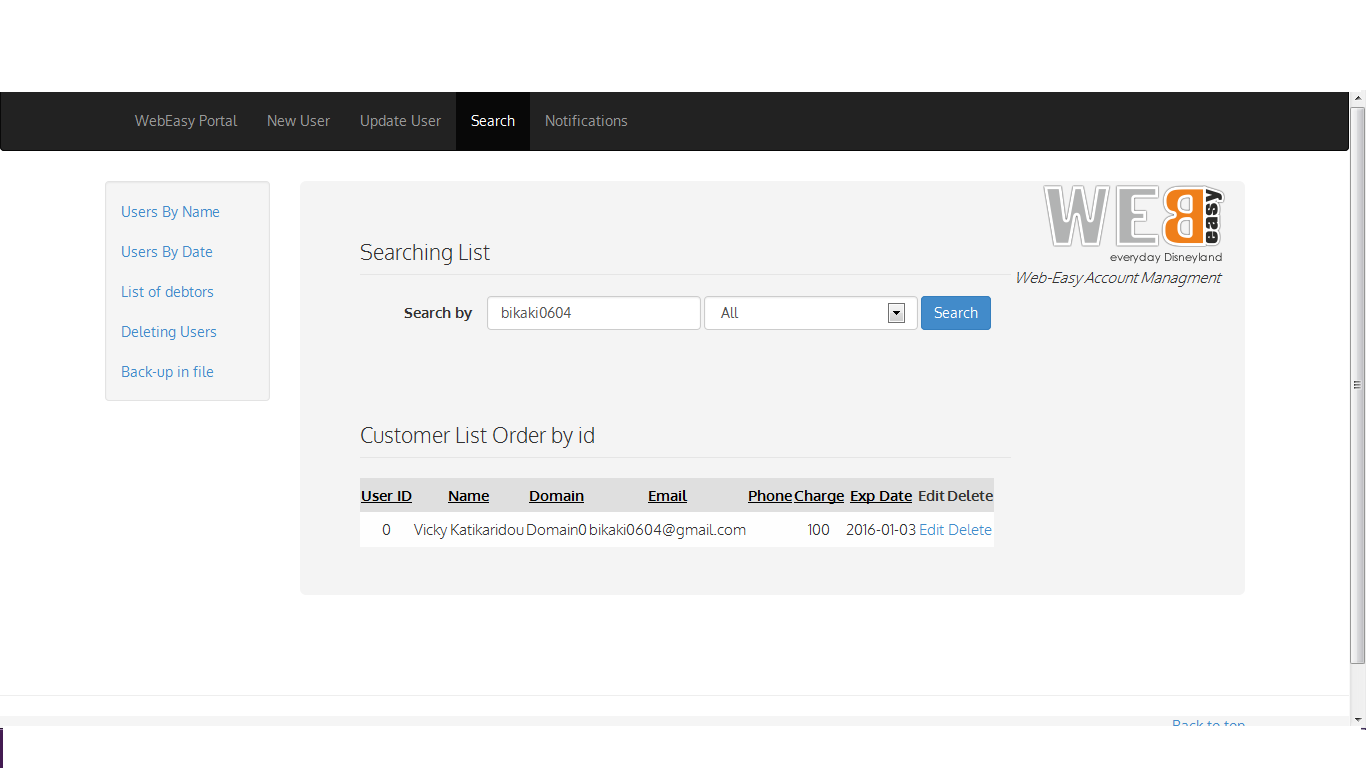 WebEasy Portal New User Update User Search Notifications
Users By Name
Users By Date
List of debtors
Deleting Users
Back-up in file
WEB easy
everyday Disneyland
Web-Easy Account Managment
Searching List
Search by bikaki0604 All Search
Customer List Order by id
User ID Name Domain Email Phone Charge Exp Date Edit Delete
0 Vicky Katikaridou Domain0 bikaki0604@gmail.com 100 2016-01-03 Edit Delete
Back to top